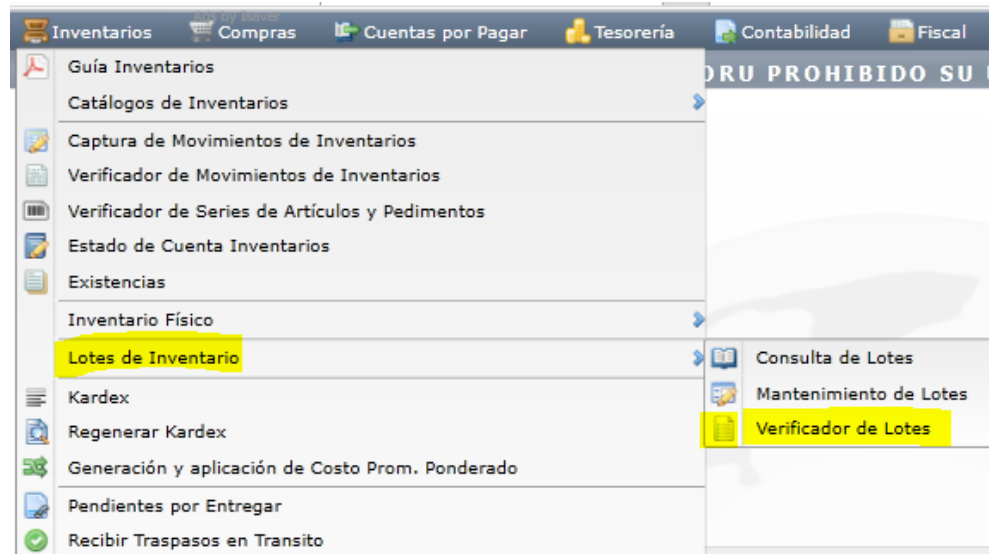 Ads by iSaver
Inventarios Compras Cuentas por Pagar Tesorería Contabilidad Fiscal
Guía Inventarios
PROHIBIDO SU
Catálogos de Inventarios
Captura de Movimientos de Inventarios
Verificador de Movimientos de Inventarios
Verificador de Series de Artículos y Pedimentos
Estado de Cuenta Inventarios
Existencias
Inventario Físico
Lotes de Inventario
Consulta de Lotes
Kardex
Mantenimiento de Lotes
Regenerar Kardex
Verificador de Lotes
Generación y aplicación de Costo Prom. Ponderado
Pendientes por Entregar
Recibir Traspasos en Transito